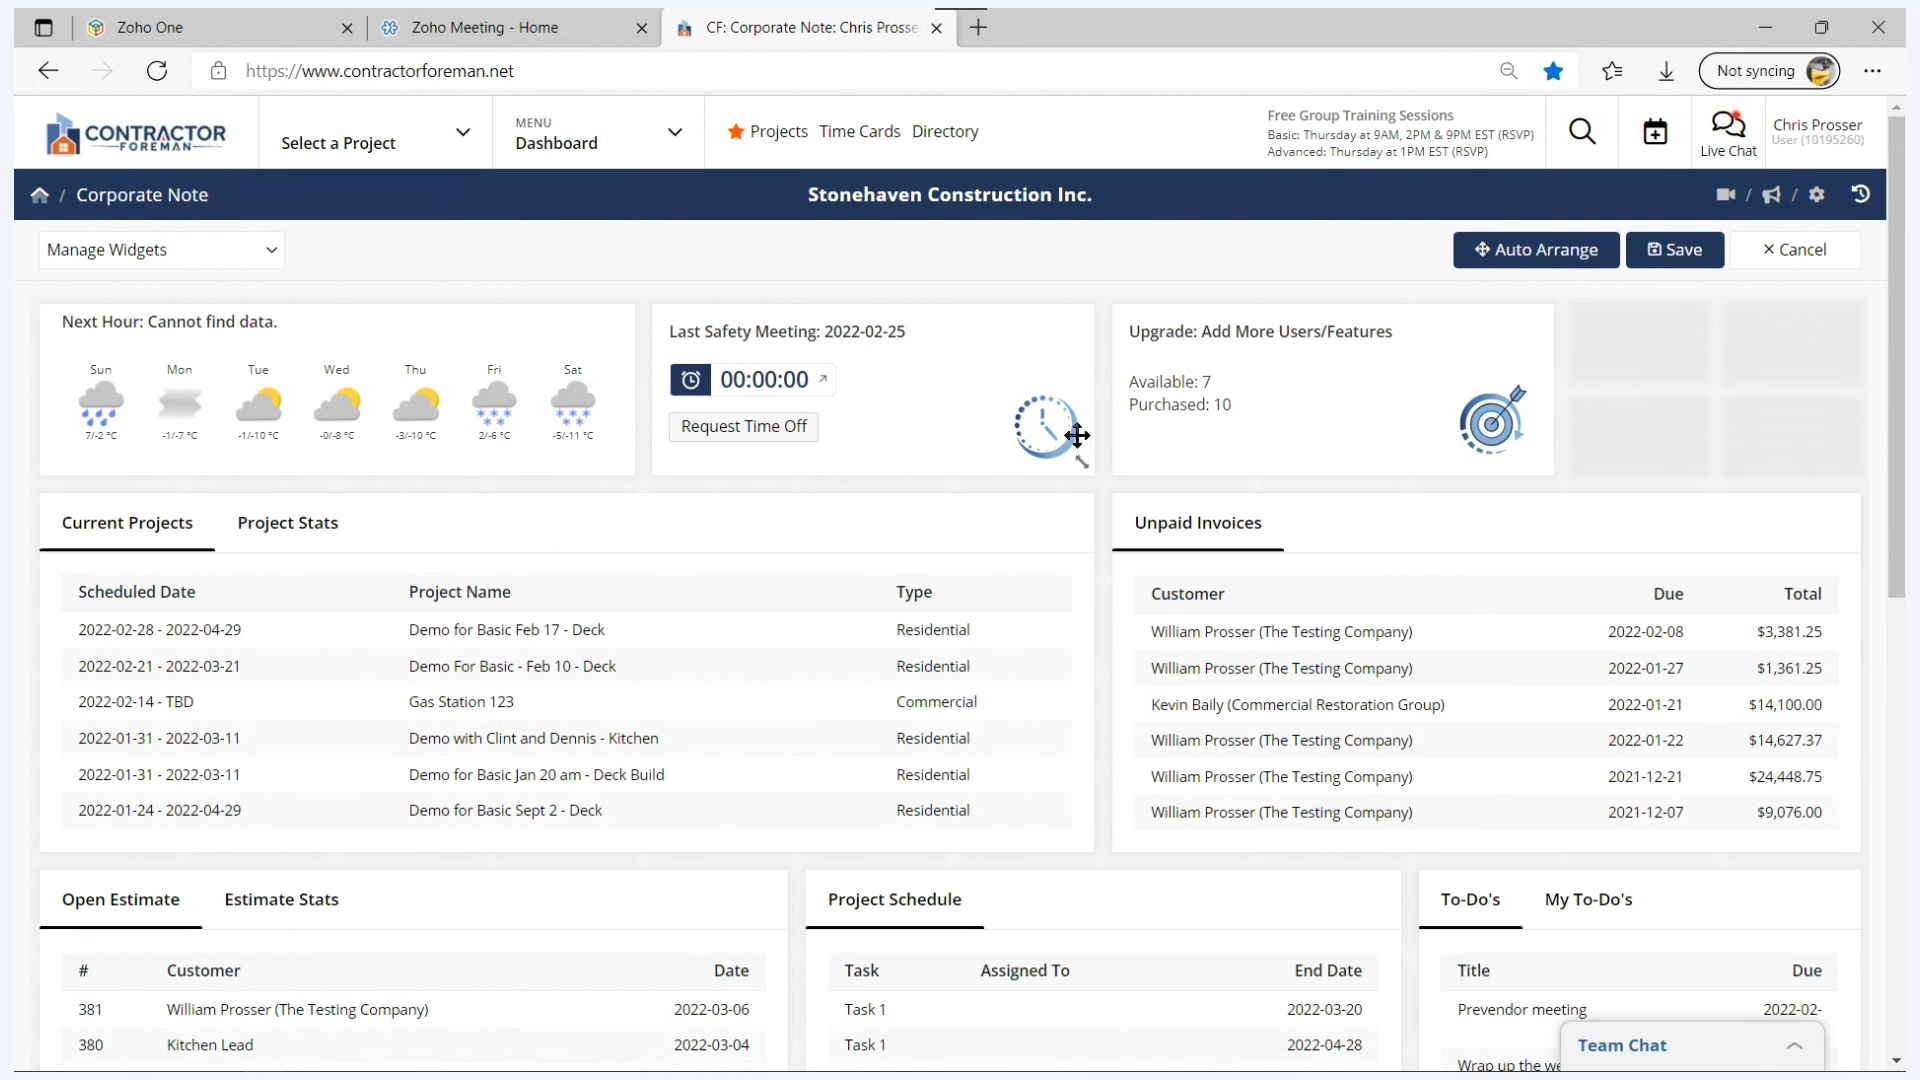 Zoho One
Zoho Meeting - Home
CF: Corporate Note: Chris Prosse
https://www.contractorforeman.net
Not syncing
CONTRACTOR
FOREMAN
Select a Project
MENU
Dashboard
Projects Time Cards Directory
Free Group Training Sessions
Basic: Thursday at 9AM, 2PM & 9PM EST (RSVP)
Advanced: Thursday at 1PM EST (RSVP)
Live Chat
Chris Prosser
User (10195260)
/ Corporate Note
Stonehaven Construction Inc.
/ /
Manage Widgets
Auto Arrange
Save
× Cancel
Next Hour: Cannot find data.
Sun Mon Tue Wed Thu Fri Sat
7/-2 °C -1/-7 °C -1/-10 °C -0/-8 °C -3/-10 °C 2/-6 °C -5/-11 °C
Last Safety Meeting: 2022-02-25
00:00:00
Request Time Off
Upgrade: Add More Users/Features
Available: 7
Purchased: 10
Current Projects Project Stats
Scheduled Date Project Name Type
2022-02-28 - 2022-04-29 Demo for Basic Feb 17 - Deck Residential
2022-02-21 - 2022-03-21 Demo For Basic - Feb 10 - Deck Residential
2022-02-14 - TBD Gas Station 123 Commercial
2022-01-31 - 2022-03-11 Demo with Clint and Dennis - Kitchen Residential
2022-01-31 - 2022-03-11 Demo for Basic Jan 20 am - Deck Build Residential
2022-01-24 - 2022-04-29 Demo for Basic Sept 2 - Deck Residential
Unpaid Invoices
Customer Due Total
William Prosser (The Testing Company) 2022-02-08 $3,381.25
William Prosser (The Testing Company) 2022-01-27 $1,361.25
Kevin Baily (Commercial Restoration Group) 2022-01-21 $14,100.00
William Prosser (The Testing Company) 2022-01-22 $14,627.37
William Prosser (The Testing Company) 2021-12-21 $24,448.75
William Prosser (The Testing Company) 2021-12-07 $9,076.00
Open Estimate Estimate Stats
# Customer Date
381 William Prosser (The Testing Company) 2022-03-06
380 Kitchen Lead 2022-03-04
Project Schedule
Task Assigned To End Date
Task 1 2022-03-20
Task 1 2022-04-28
To-Do's My To-Do's
Title Due
Prevendor meeting 2022-02-
Wrap up the we
Team Chat